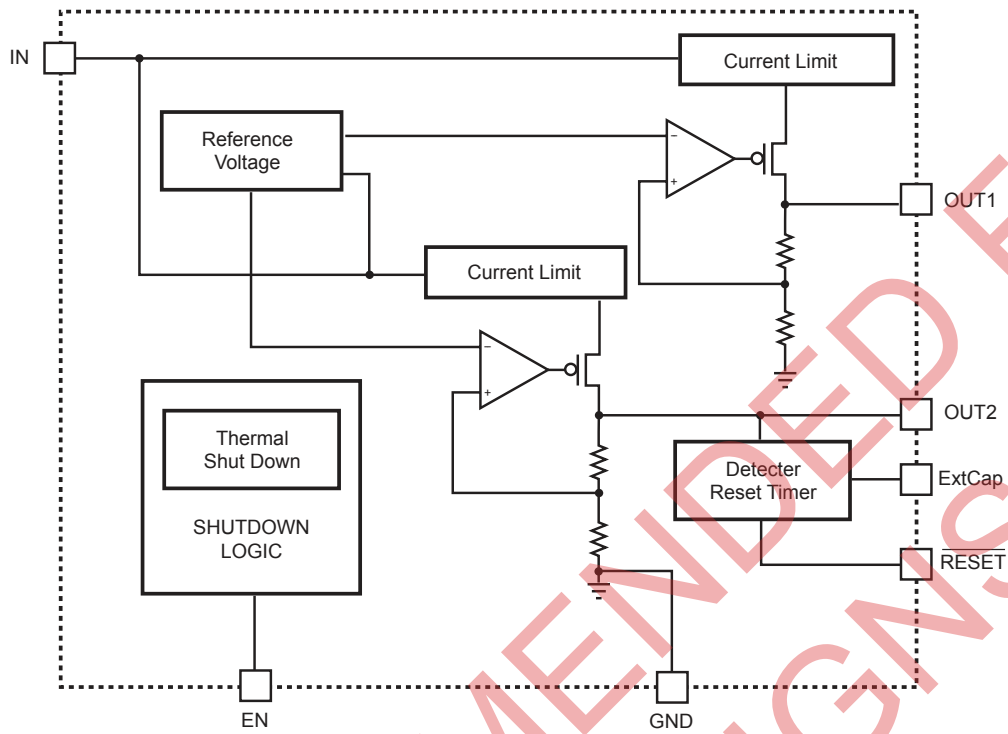 IN
Current Limit
Reference
Voltage
−
+
OUT1
Current Limit
−
+
OUT2
Thermal
Shut Down
SHUTDOWN
LOGIC
Detecter
Reset Timer
ExtCap
RESET
EN
GND